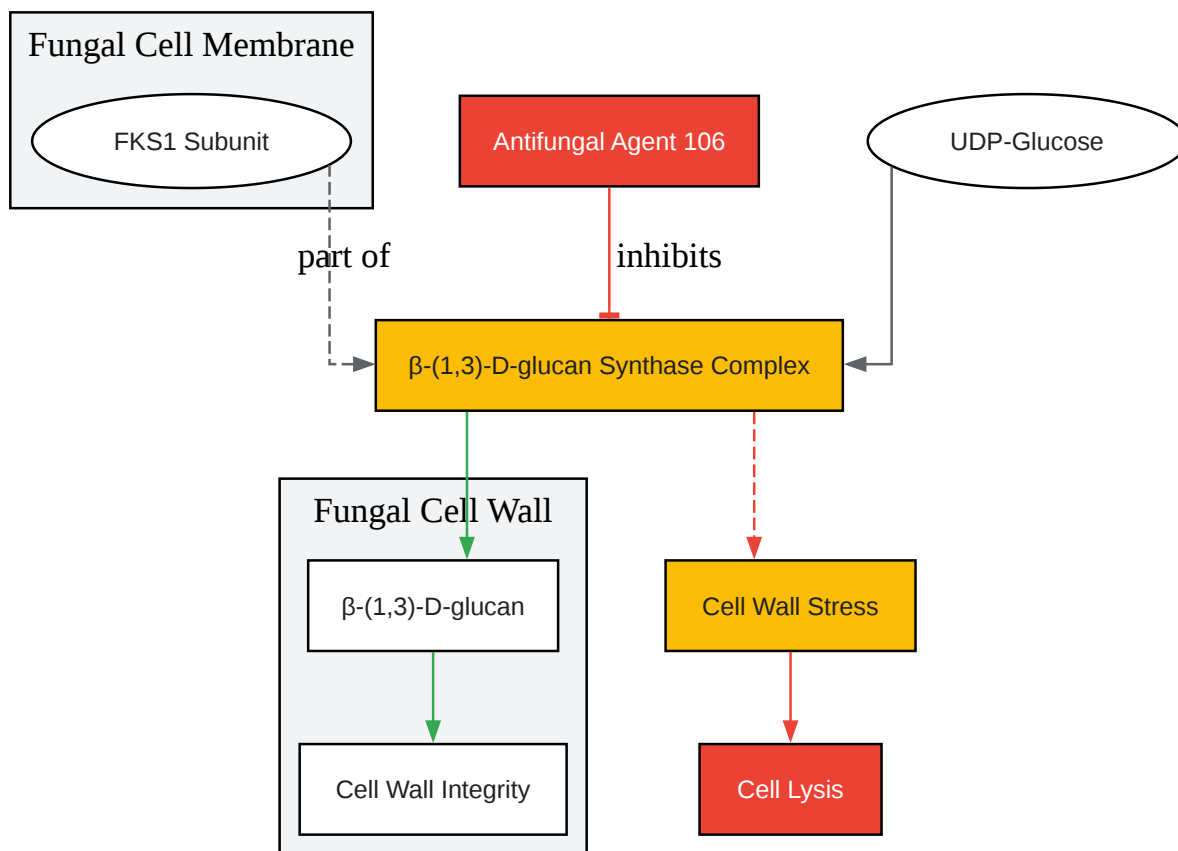 Fungal Cell Membrane
FKS1 Subunit
Antifungal Agent 106
UDP-Glucose
part of
inhibits
β-(1,3)-D-glucan Synthase Complex
Fungal Cell Wall
β-(1,3)-D-glucan
Cell Wall Stress
Cell Wall Integrity
Cell Lysis